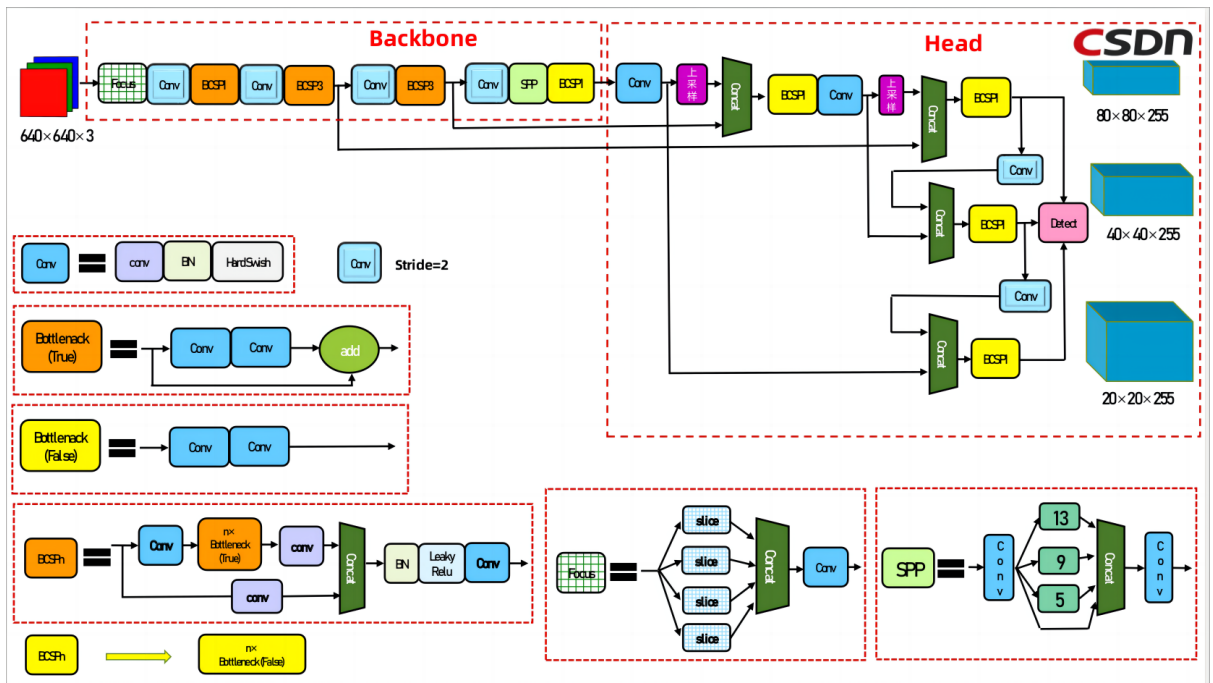 Backbone
Head
CSDN
640×640×3
Focus
Conv
BCSP1
Conv
BCSP3
Conv
BCSP3
Conv
SPP
BCSP1
Conv
上采样
Concat
BCSP1
Conv
上采样
Concat
BCSP1
80×80×255
Conv
Concat
BCSP1
Detect
40×40×255
Conv
Concat
BCSP1
20×20×255
Conv
conv
BN
HardSwish
Conv
Stride=2
Bottlenack
(True)
Conv
Conv
add
Bottlenack
(False)
Conv
Conv
BCSPn
Conv
n×
Bottleneck
(True)
conv
conv
Concat
BN
Leaky
Relu
Conv
BCSPn
n×
Bottleneck(False)
Focus
slice
slice
slice
slice
Concat
Conv
SPP
Conv
13
9
5
Concat
Conv